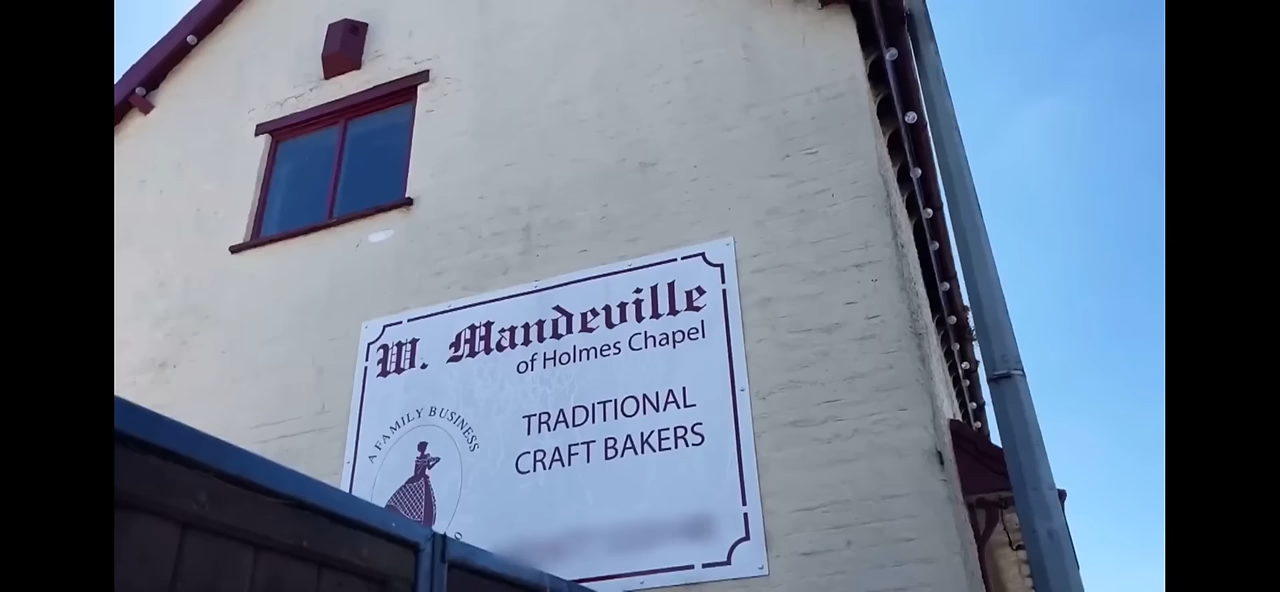 W. Mandeville
of Holmes Chapel
A FAMILY BUSINESS
TRADITIONAL
CRAFT BAKERS